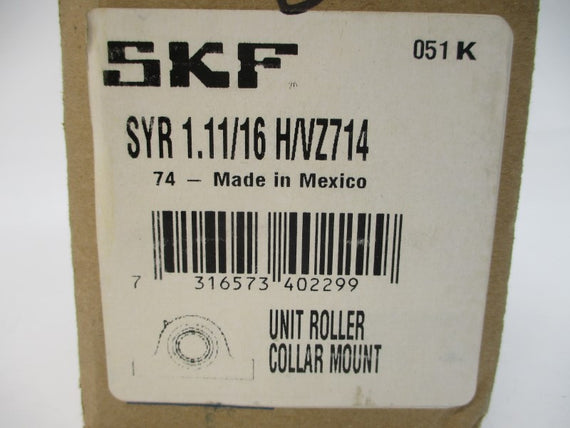 SKF
051 K
SYR 1.11/16 H/VZ714
74 – Made in Mexico
7 316573 402299
UNIT ROLLER
COLLAR MOUNT